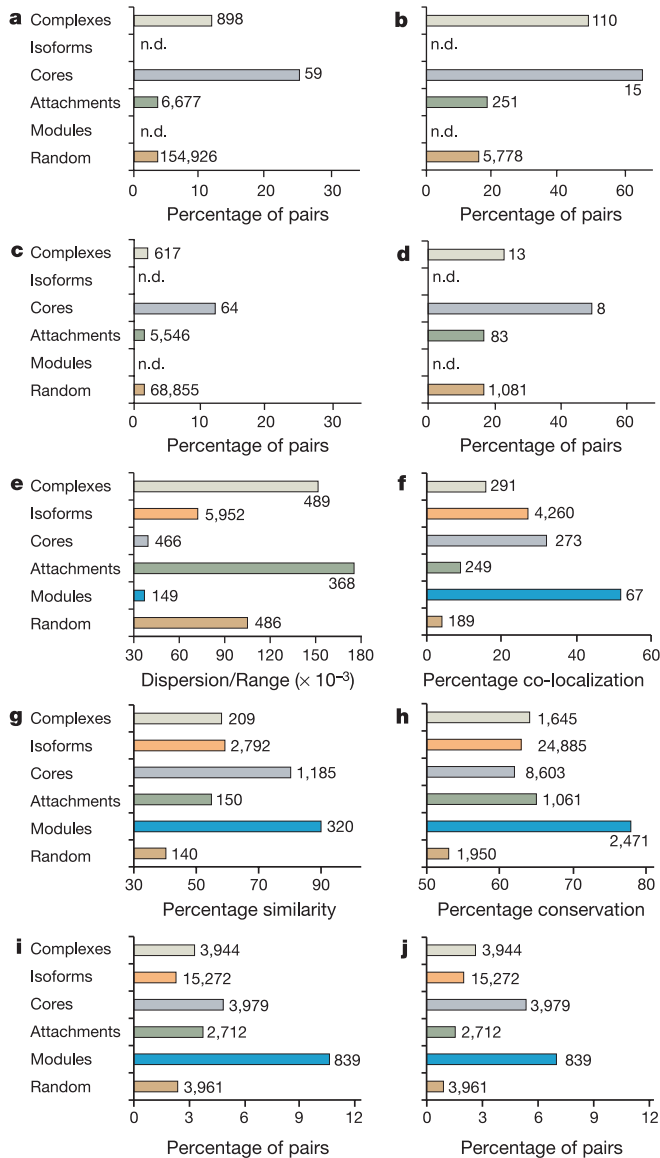 a
Complexes 898
Isoforms n.d.
Cores 59
Attachments 6,677
Modules n.d.
Random 154,926
0 10 20 30
Percentage of pairs
b
110
n.d.
15
251
n.d.
5,778
0 20 40 60
Percentage of pairs
c
Complexes 617
Isoforms n.d.
Cores 64
Attachments 5,546
Modules n.d.
Random 68,855
0 10 20 30
Percentage of pairs
d
13
n.d.
8
83
n.d.
1,081
0 20 40 60
Percentage of pairs
e
Complexes 489
Isoforms 5,952
Cores 466
Attachments 368
Modules 149
Random 486
30 60 90 120 150 180
Dispersion/Range (× 10⁻³)
f
291
4,260
273
249
67
189
0 20 40 60
Percentage co-localization
g
Complexes 209
Isoforms 2,792
Cores 1,185
Attachments 150
Modules 320
Random 140
30 50 70 90
Percentage similarity
h
1,645
24,885
8,603
1,061
2,471
1,950
50 60 70 80
Percentage conservation
i
Complexes 3,944
Isoforms 15,272
Cores 3,979
Attachments 2,712
Modules 839
Random 3,961
0 3 6 9 12
Percentage of pairs
j
3,944
15,272
3,979
2,712
839
3,961
0 3 6 9 12
Percentage of pairs